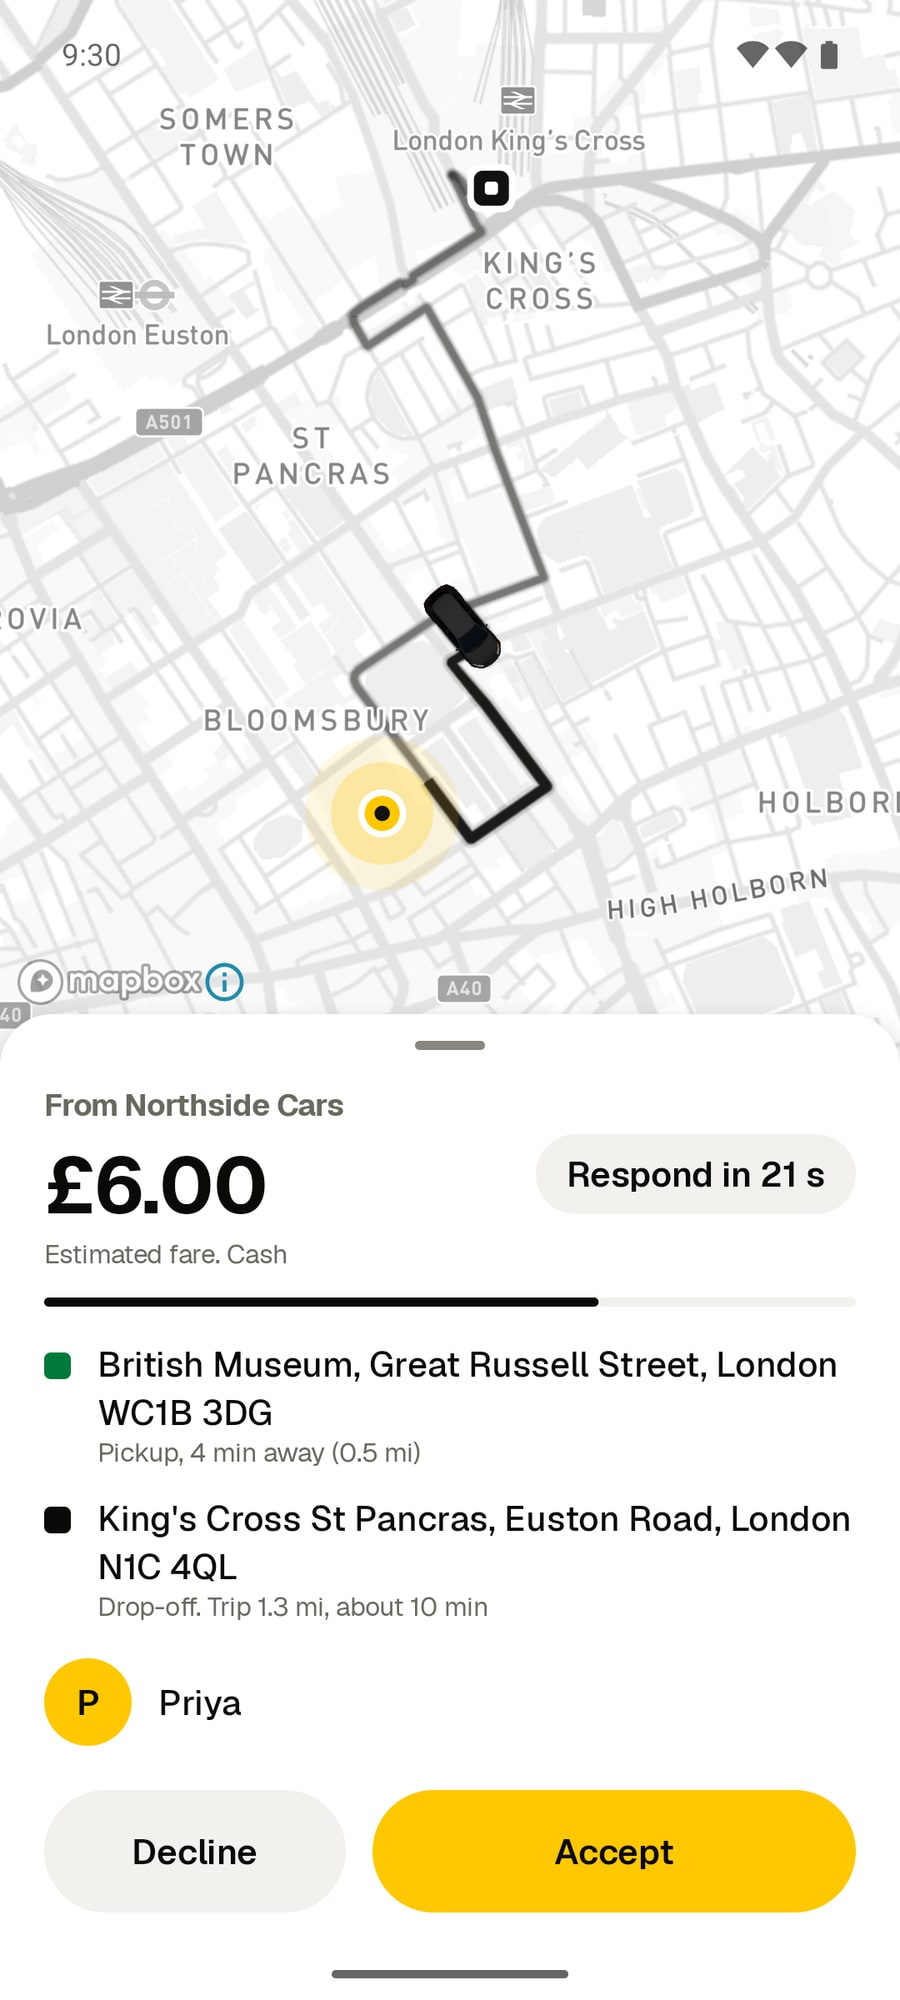 9:30
SOMERS
TOWN
London King's Cross
KING'S
CROSS
London Euston
A501
ST
PANCRAS
OVIA
BLOOMSBURY
HOLBOR
HIGH HOLBORN
mapbox
A40
40
From Northside Cars
£6.00
Respond in 21 s
Estimated fare. Cash
British Museum, Great Russell Street, London
WC1B 3DG
Pickup, 4 min away (0.5 mi)
King's Cross St Pancras, Euston Road, London
N1C 4QL
Drop-off. Trip 1.3 mi, about 10 min
P
Priya
Decline
Accept